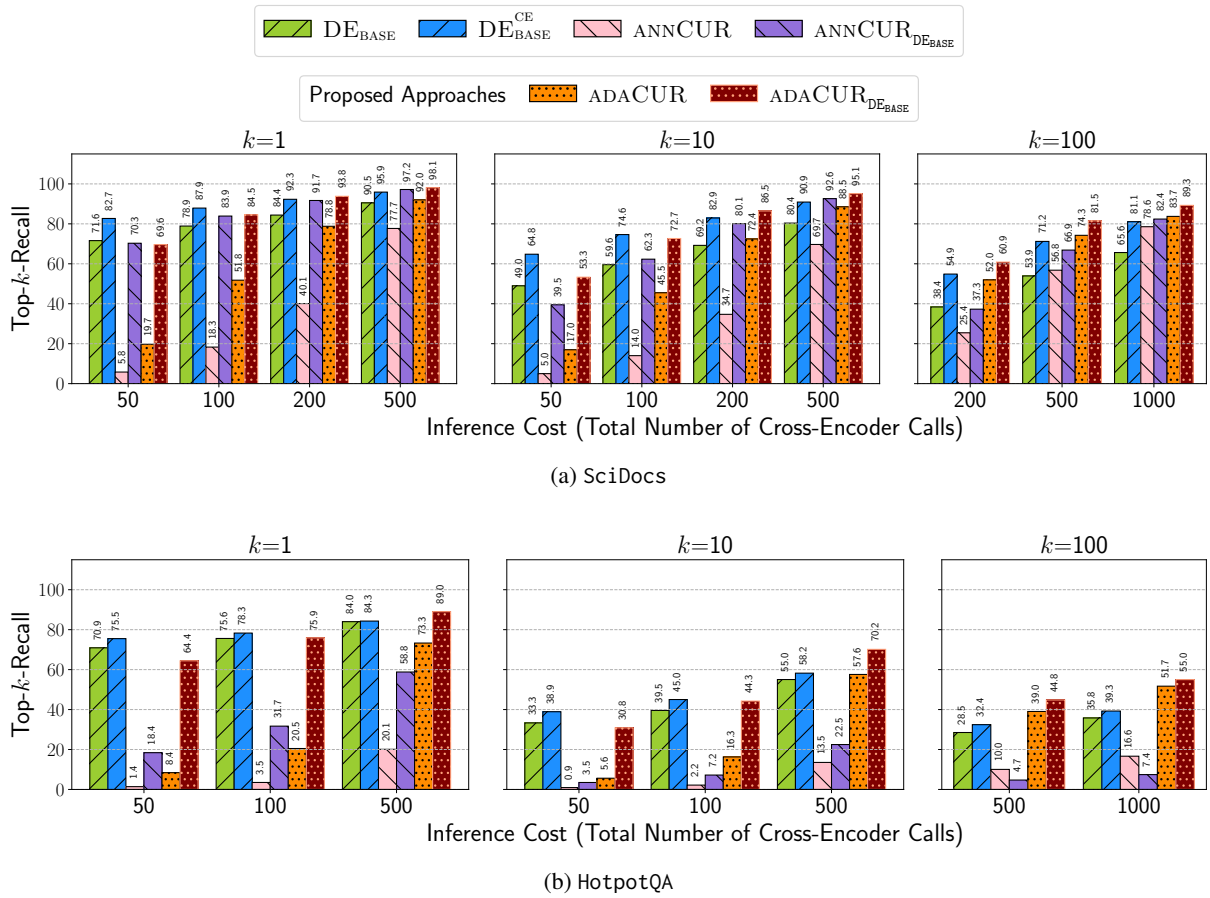 DE_BASE DE^CE_BASE ANNCUR ANNCUR_DE_BASE
Proposed Approaches ADACUR ADACUR_DE_BASE
k=1 k=10 k=100
Top-k-Recall
100
80
60
40
20
0
71.6 82.7 5.8 70.3 19.7 69.6
78.9 87.9 18.3 83.9 51.8 84.5
84.4 92.3 40.1 91.7 78.8 93.8
90.5 95.9 77.7 97.2 92.0 98.1
49.0 64.8 5.0 39.5 17.0 53.3
59.6 74.6 14.0 62.3 45.5 72.7
69.2 82.9 34.7 80.1 72.4 86.5
80.4 90.9 69.7 92.6 88.5 95.1
38.4 54.9 25.4 37.3 52.0 60.9
53.9 71.2 56.8 66.9 74.3 81.5
65.6 81.1 78.6 82.4 83.7 89.3
50 100 200 500 50 100 200 500 200 500 1000
Inference Cost (Total Number of Cross-Encoder Calls)
(a) SciDocs
k=1 k=10 k=100
Top-k-Recall
100
80
60
40
20
0
70.9 75.5 1.4 18.4 8.4 64.4
75.6 78.3 3.5 31.7 20.5 75.9
84.0 84.3 20.1 58.8 73.3 89.0
33.3 38.9 0.9 3.5 5.6 30.8
39.5 45.0 2.2 7.2 16.3 44.3
55.0 58.2 13.5 22.5 57.6 70.2
28.5 32.4 10.0 4.7 39.0 44.8
35.8 39.3 16.6 7.4 51.7 55.0
50 100 500 50 100 500 500 1000
Inference Cost (Total Number of Cross-Encoder Calls)
(b) HotpotQA